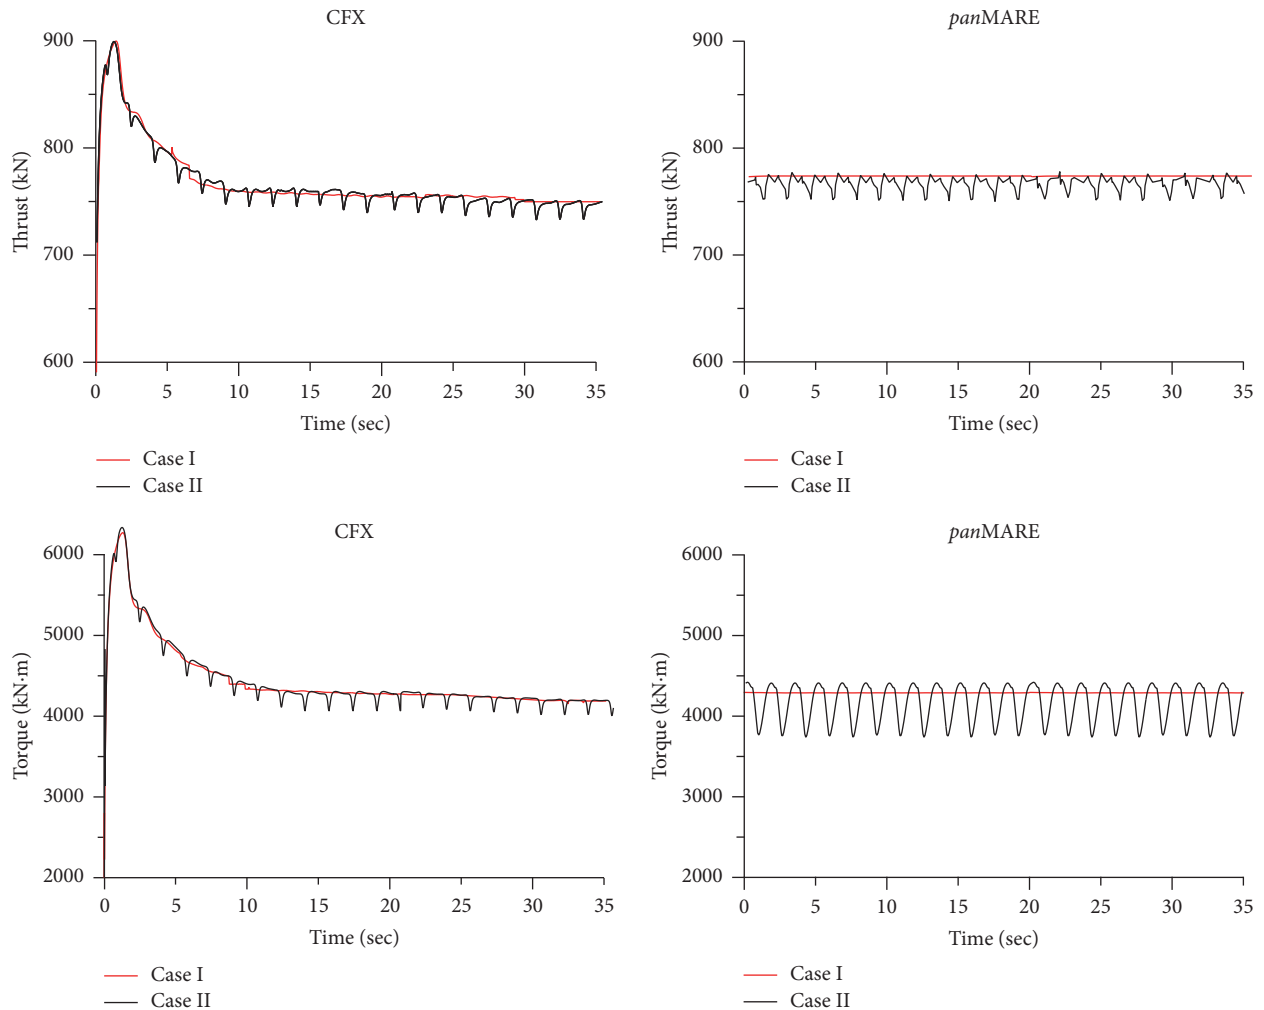 CFX
900
800
700
600
Thrust (kN)
0 5 10 15 20 25 30 35
Time (sec)
Case I
Case II
panMARE
900
800
700
600
Thrust (kN)
0 5 10 15 20 25 30 35
Time (sec)
Case I
Case II
CFX
6000
5000
4000
3000
2000
Torque (kN·m)
0 5 10 15 20 25 30 35
Time (sec)
Case I
Case II
panMARE
6000
5000
4000
3000
2000
Torque (kN·m)
0 5 10 15 20 25 30 35
Time (sec)
Case I
Case II